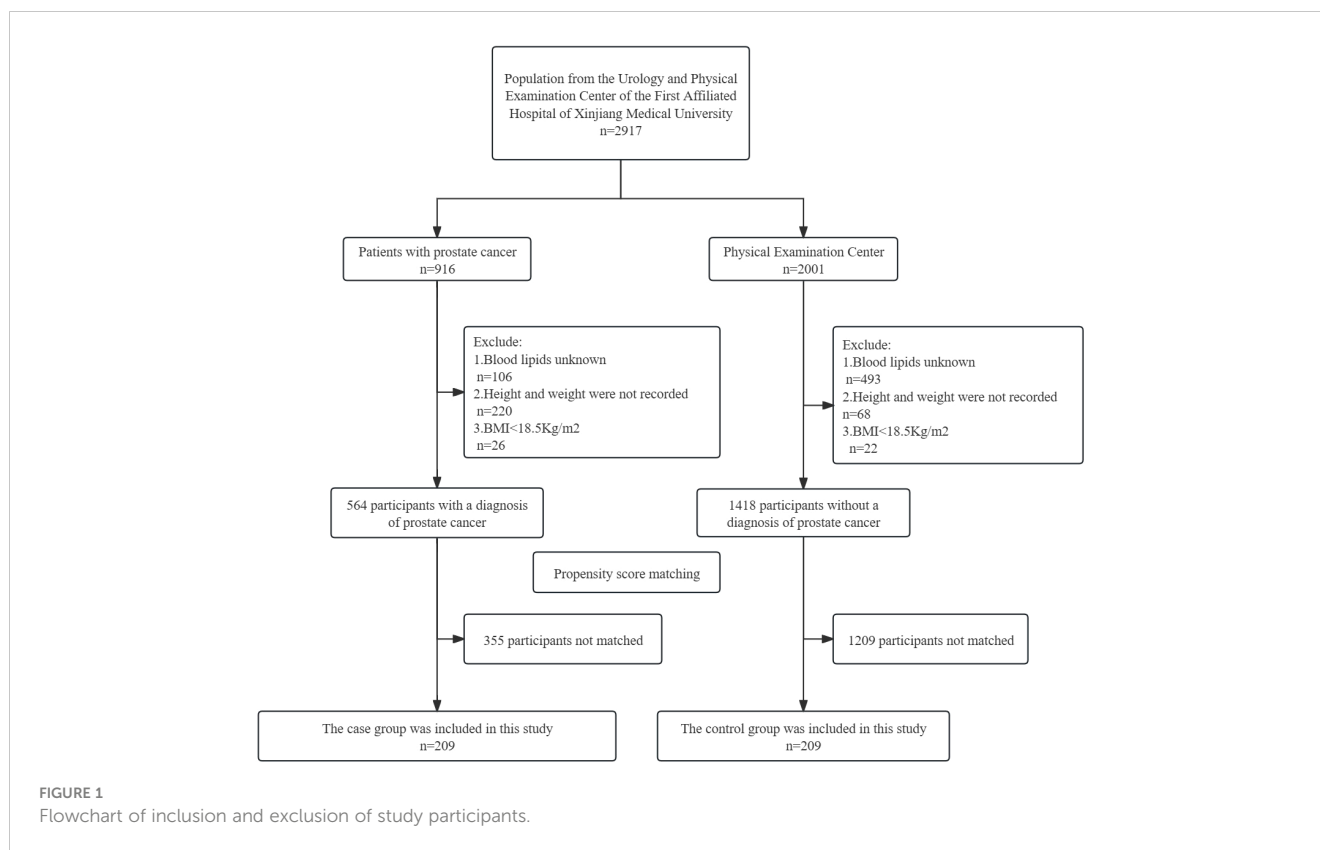 Population from the Urology and Physical
Examination Center of the First Affiliated
Hospital of Xinjiang Medical University
n=2917
Patients with prostate cancer
n=916
Physical Examination Center
n=2001
Exclude:
1.Blood lipids unknown
n=106
2.Height and weight were not recorded
n=220
3.BMI<18.5Kg/m2
n=26
Exclude:
1.Blood lipids unknown
n=493
2.Height and weight were not recorded
n=68
3.BMI<18.5Kg/m2
n=22
564 participants with a diagnosis
of prostate cancer
1418 participants without a
diagnosis of prostate cancer
Propensity score matching
355 participants not matched
1209 participants not matched
The case group was included in this study
n=209
The control group was included in this study
n=209
FIGURE 1
Flowchart of inclusion and exclusion of study participants.